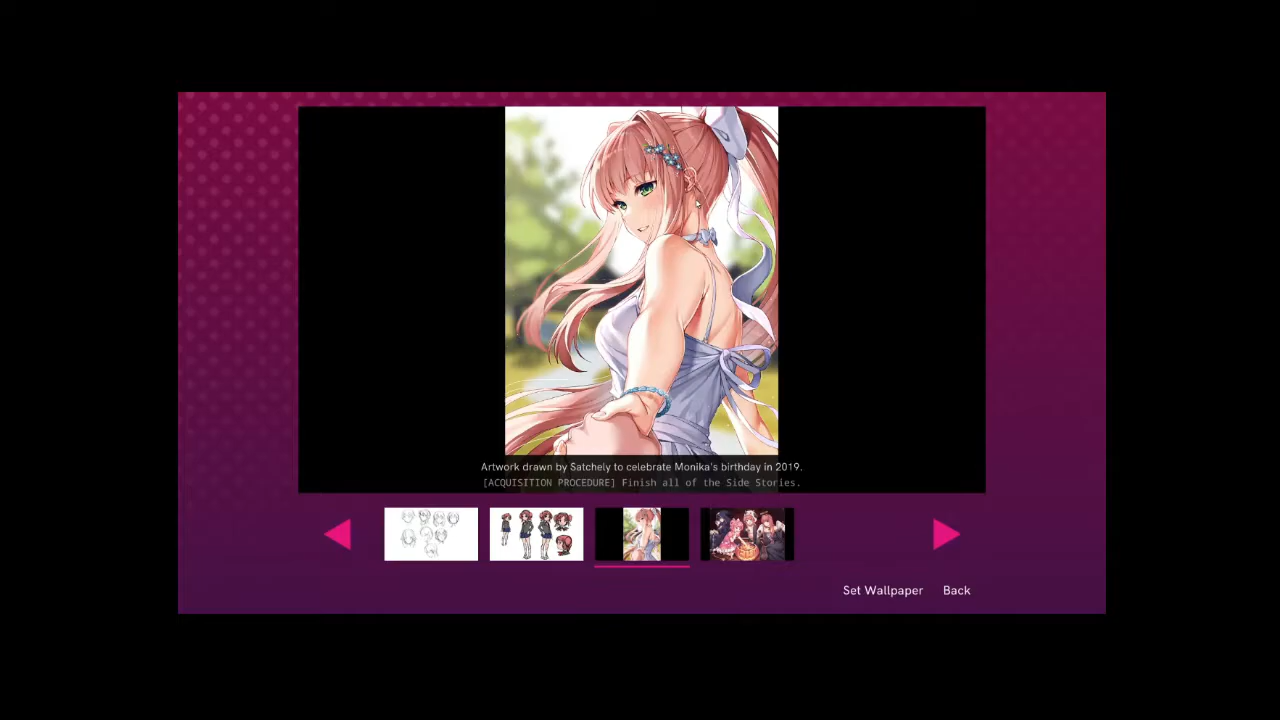 Artwork drawn by Satchely to celebrate Monika's birthday in 2019.
[ACQUISITION PROCEDURE] Finish all of the Side Stories.
Set Wallpaper
Back